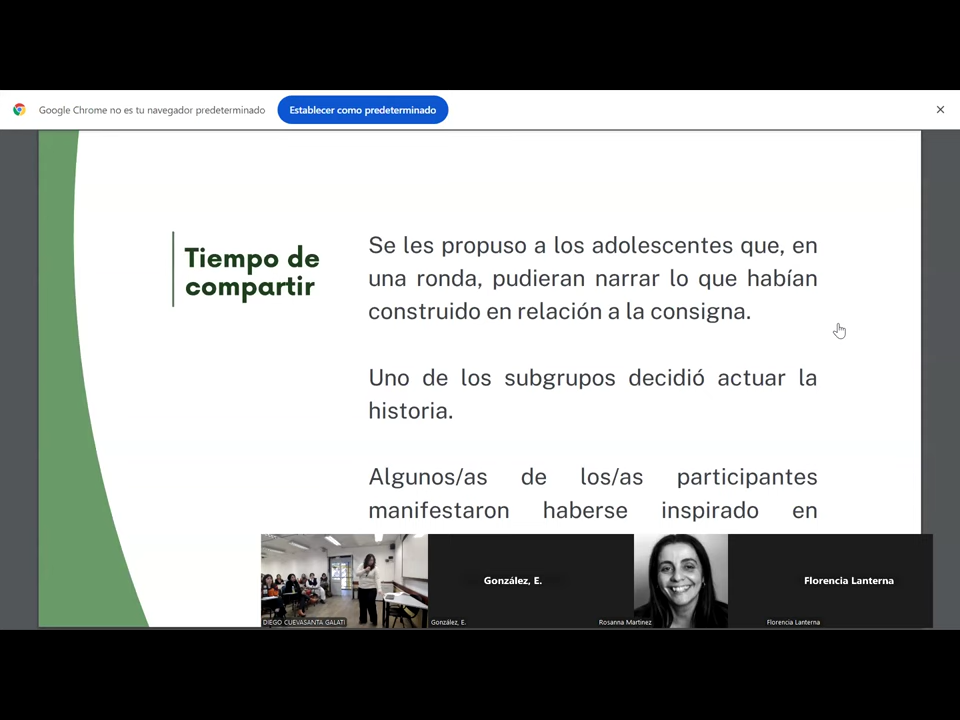 Google Chrome no es tu navegador predeterminado
Establecer como predeterminado
Tiempo de
compartir
Se les propuso a los adolescentes que, en
una ronda, pudieran narrar lo que habían
construido en relación a la consigna.
Uno de los subgrupos decidió actuar la
historia.
Algunos/as de los/as participantes
manifestaron haberse inspirado en
González, E.
Florencia Lanterna
DIEGO CUEVASANTA GALATI
González, E.
Rosanna Martinez
Florencia Lanterna